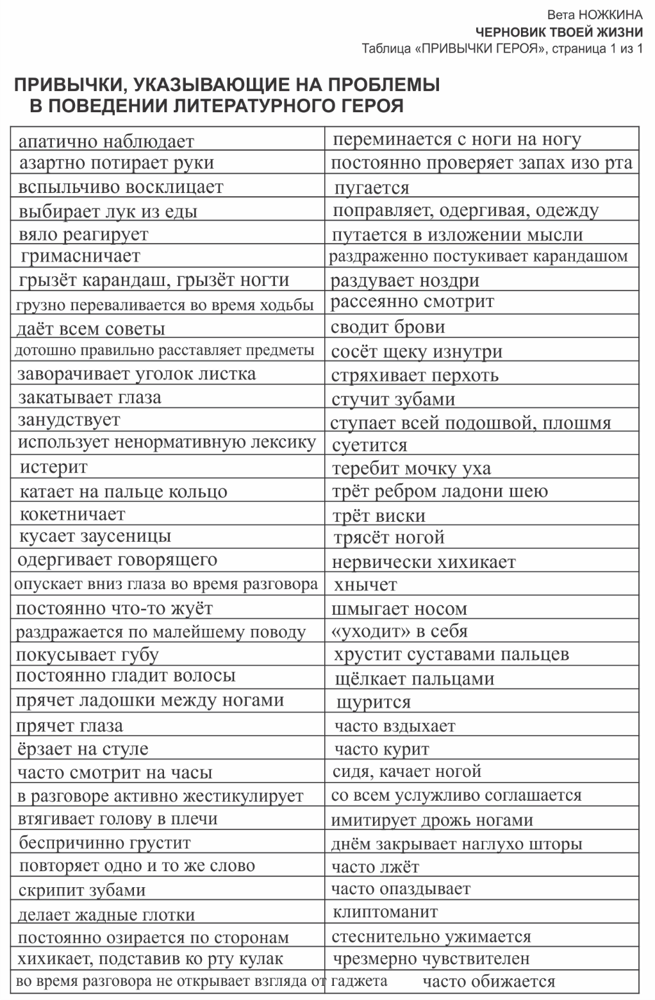 Вета НОЖКИНА
ЧЕРНОВИК ТВОЕЙ ЖИЗНИ
Таблица «ПРИВЫЧКИ ГЕРОЯ», страница 1 из 1
ПРИВЫЧКИ, УКАЗЫВАЮЩИЕ НА ПРОБЛЕМЫ
В ПОВЕДЕНИИ ЛИТЕРАТУРНОГО ГЕРОЯ
апатично наблюдает переминается с ноги на ногу
азартно потирает руки постоянно проверяет запах изо рта
вспыльчиво восклицает пугается
выбирает лук из еды поправляет, одергивая, одежду
вяло реагирует путается в изложении мысли
гримасничает раздраженно постукивает карандашом
грызёт карандаш, грызёт ногти раздувает ноздри
грузно переваливается во время ходьбы рассеянно смотрит
даёт всем советы сводит брови
дотошно правильно расставляет предметы сосёт щеку изнутри
заворачивает уголок листка стряхивает перхоть
закатывает глаза стучит зубами
занудствует ступает всей подошвой, плошмя
использует ненормативную лексику суетится
истерит теребит мочку уха
катает на пальце кольцо трёт ребром ладони шею
кокетничает трёт виски
кусает заусеницы трясёт ногой
одергивает говорящего нервически хихикает
опускает вниз глаза во время разговора хнычет
постоянно что-то жуёт шмыгает носом
раздражается по малейшему поводу «уходит» в себя
покусывает губу хрустит суставами пальцев
постоянно гладит волосы щёлкает пальцами
прячет ладошки между ногами щурится
прячет глаза часто вздыхает
ёрзает на стуле часто курит
часто смотрит на часы сидя, качает ногой
в разговоре активно жестикулирует со всем услужливо соглашается
втягивает голову в плечи имитирует дрожь ногами
беспричинно грустит днём закрывает наглухо шторы
повторяет одно и то же слово часто лжёт
скрипит зубами часто опаздывает
делает жадные глотки клиптоманит
постоянно озирается по сторонам стеснительно ужимается
хихикает, подставив ко рту кулак чрезмерно чувствителен
во время разговора не открывает взгляда от гаджета часто обижается